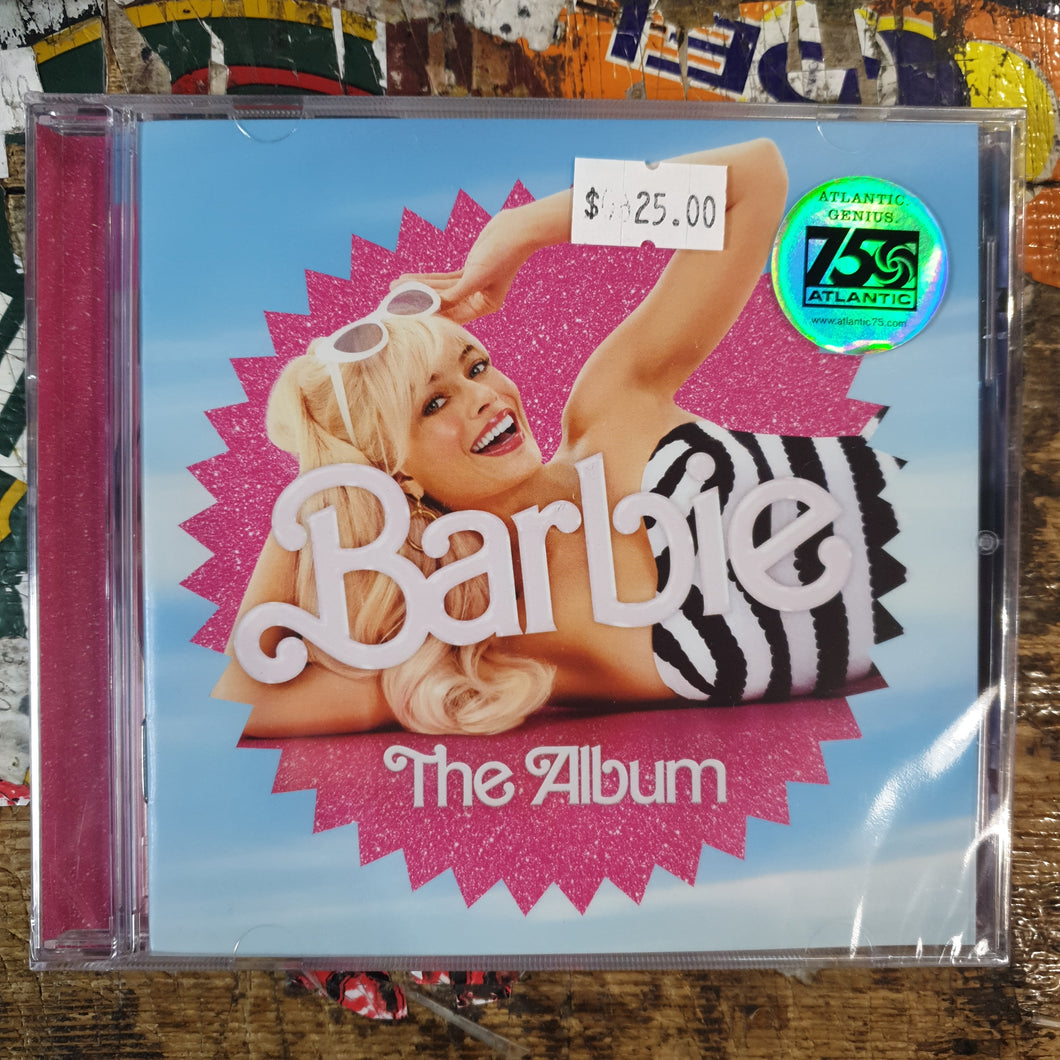 $ 25.00
ATLANTIC
GENIUS
75
ATLANTIC
www.atlantic75.com
Barbie
The Album